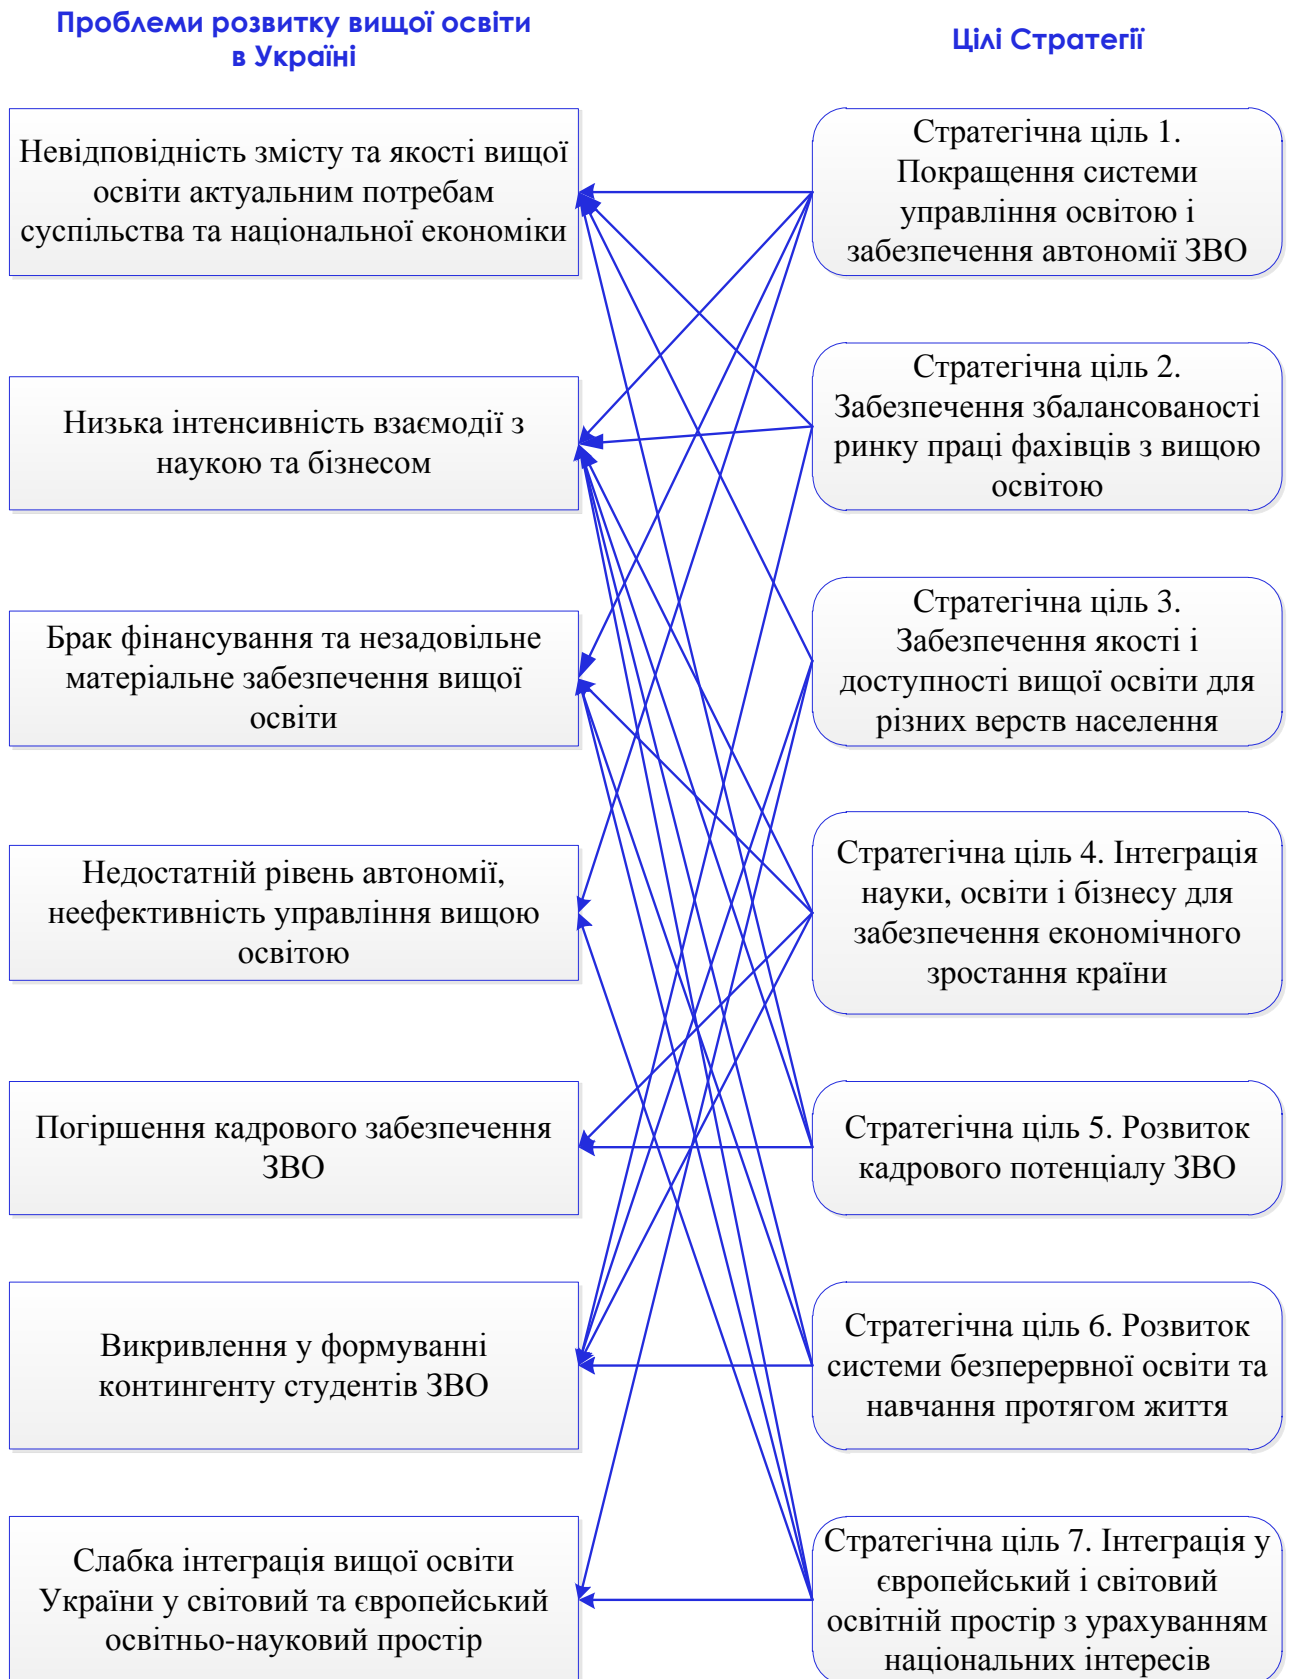 Проблеми розвитку вищої освіти
в Україні
Цілі Стратегії
Невідповідність змісту та якості вищої
освіти актуальним потребам
суспільства та національної економіки
Стратегічна ціль 1.
Покращення системи
управління освітою і
забезпечення автономії ЗВО
Низька інтенсивність взаємодії з
наукою та бізнесом
Стратегічна ціль 2.
Забезпечення збалансованості
ринку праці фахівців з вищою
освітою
Брак фінансування та незадовільне
матеріальне забезпечення вищої
освіти
Стратегічна ціль 3.
Забезпечення якості і
доступності вищої освіти для
різних верств населення
Недостатній рівень автономії,
неефективність управління вищою
освітою
Стратегічна ціль 4. Інтеграція
науки, освіти і бізнесу для
забезпечення економічного
зростання країни
Погіршення кадрового забезпечення
ЗВО
Стратегічна ціль 5. Розвиток
кадрового потенціалу ЗВО
Викривлення у формуванні
контингенту студентів ЗВО
Стратегічна ціль 6. Розвиток
системи безперервної освіти та
навчання протягом життя
Слабка інтеграція вищої освіти
України у світовий та європейський
освітньо-науковий простір
Стратегічна ціль 7. Інтеграція у
європейський і світовий
освітній простір з урахуванням
національних інтересів